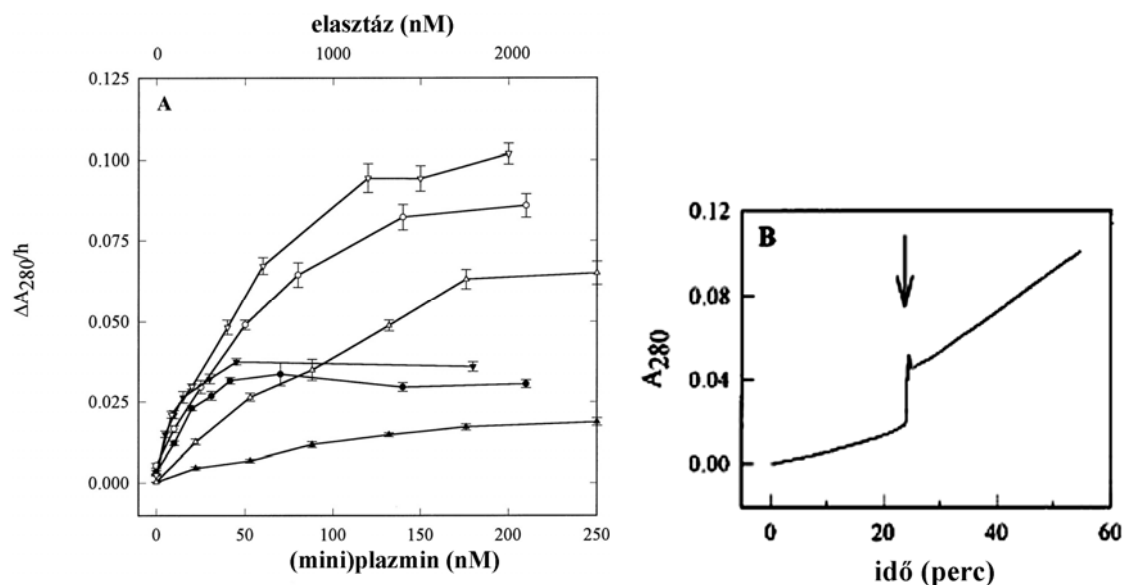 elasztáz (nM)
0 1000 2000
0.125
A
0.100
0.075
0.050
0.025
0.000
ΔA280/h
0 50 100 150 200 250
(mini)plazmin (nM)
0.12
B
0.08
0.04
0.00
A280
0 20 40 60
idő (perc)